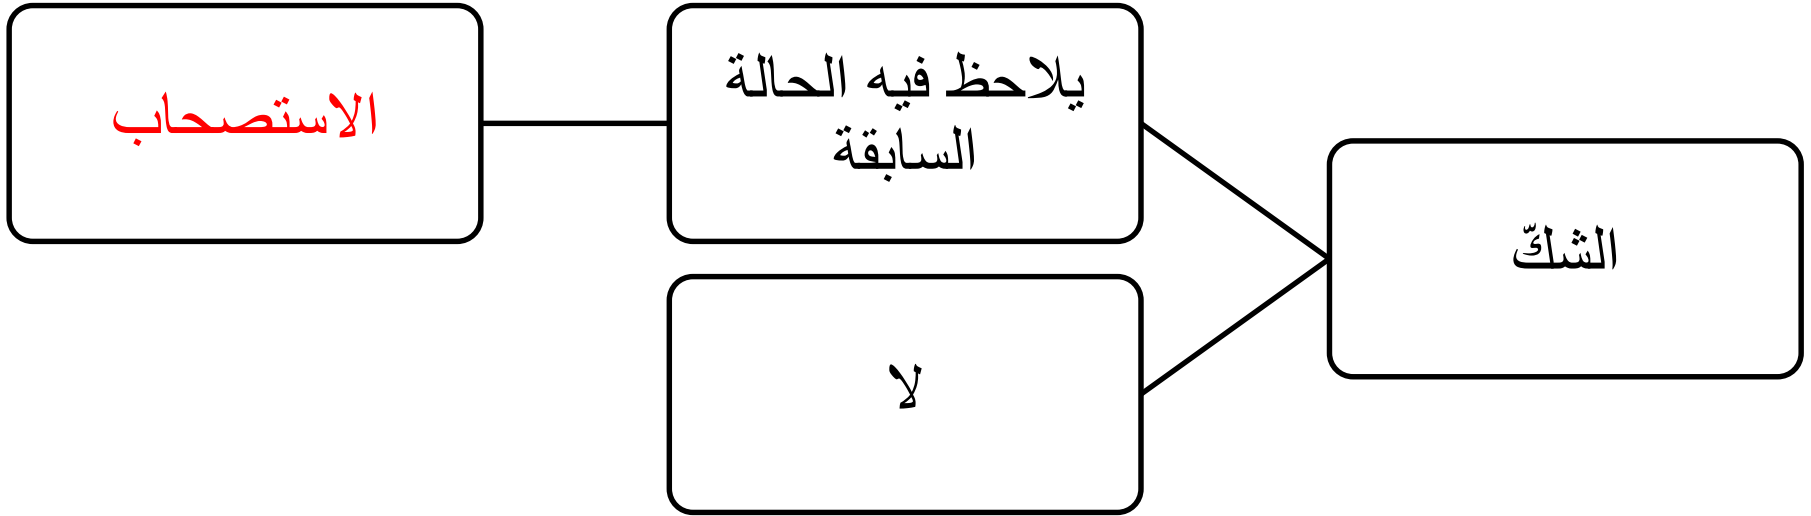 الشكّ
يلاحظ فيه الحالة
السابقة
الاستصحاب
لا